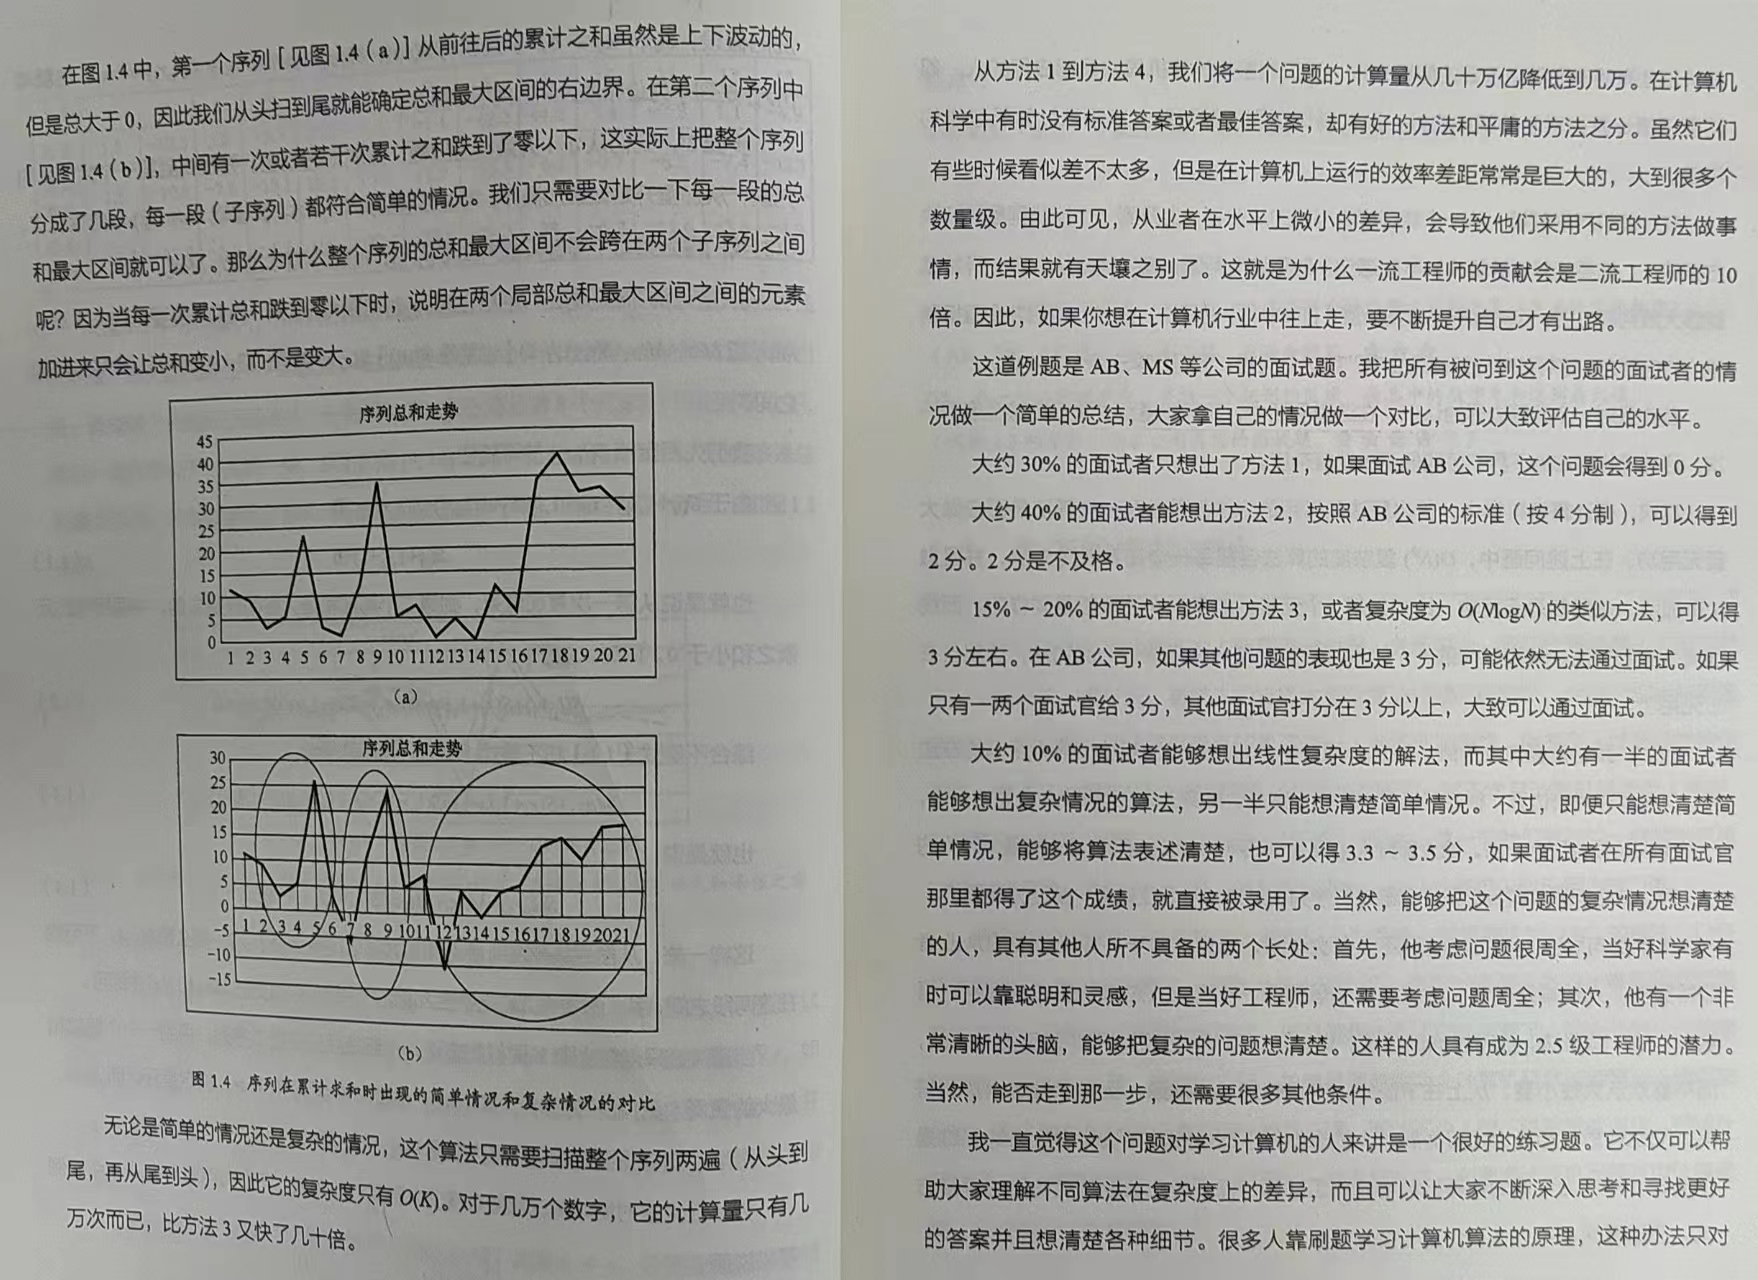 在图1.4中，第一个序列［见图1.4（a）］从前往后的累计之和虽然是上下波动的，
但是总大于0，因此我们从头扫到尾就能确定总和最大区间的右边界。在第二个序列中
［见图1.4（b）］，中间有一次或者若干次累计之和跌到了零以下，这实际上把整个序列
分成了几段，每一段（子序列）都符合简单的情况。我们只需要对比一下每一段的总
和最大区间就可以了。那么为什么整个序列的总和最大区间不会跨在两个子序列之间
呢？因为当每一次累计总和跌到零以下时，说明在两个局部总和最大区间之间的元素
加进来只会让总和变小，而不是变大。
序列总和走势
45
40
35
30
25
20
15
10
5
0
1 2 3 4 5 6 7 8 9 10 11 12 13 14 15 16 17 18 19 20 21
（a）
序列总和走势
30
25
20
15
10
5
0
-5
-10
-15
1 2 3 4 5 6 7 8 9 10 11 12 13 14 15 16 17 18 19 20 21
（b）
图1.4 序列在累计求和时出现的简单情况和复杂情况的对比
无论是简单的情况还是复杂的情况，这个算法只需要扫描整个序列两遍（从头到
尾，再从尾到头），因此它的复杂度只有O(K)。对于几万个数字，它的计算量只有几
万次而已，比方法3又快了几十倍。
从方法1到方法4，我们将一个问题的计算量从几十万亿降低到几万。在计算机
科学中有时没有标准答案或者最佳答案，却有好的方法和平庸的方法之分。虽然它们
有些时候看似差不太多，但是在计算机上运行的效率差距常常是巨大的，大到很多个
数量级。由此可见，从业者在水平上微小的差异，会导致他们采用不同的方法做事
情，而结果就有天壤之别了。这就是为什么一流工程师的贡献会是二流工程师的10
倍。因此，如果你想在计算机行业中往上走，要不断提升自己才有出路。
这道例题是AB、MS等公司的面试题。我把所有被问到这个问题的面试者的情
况做一个简单的总结，大家拿自己的情况做一个对比，可以大致评估自己的水平。
大约30%的面试者只想出了方法1，如果面试AB公司，这个问题会得到0分。
大约40%的面试者能想出方法2，按照AB公司的标准（按4分制），可以得到
2分。2分是不及格。
15%～20%的面试者能想出方法3，或者复杂度为O(NlogN)的类似方法，可以得
3分左右。在AB公司，如果其他问题的表现也是3分，可能依然无法通过面试。如果
只有一两个面试官给3分，其他面试官打分在3分以上，大致可以通过面试。
大约10%的面试者能够想出线性复杂度的解法，而其中大约有一半的面试者
能够想出复杂情况的算法，另一半只能想清楚简单情况。不过，即便只能想清楚简
单情况，能够将算法表述清楚，也可以得3.3～3.5分，如果面试者在所有面试官
那里都得了这个成绩，就直接被录用了。当然，能够把这个问题的复杂情况想清楚
的人，具有其他人所不具备的两个长处：首先，他考虑问题很周全，当好科学家有
时可以靠聪明和灵感，但是当好工程师，还需要考虑问题周全；其次，他有一个非
常清晰的头脑，能够把复杂的问题想清楚。这样的人具有成为2.5级工程师的潜力。
当然，能否走到那一步，还需要很多其他条件。
我一直觉得这个问题对学习计算机的人来讲是一个很好的练习题。它不仅可以帮
助大家理解不同算法在复杂度上的差异，而且可以让大家不断深入思考和寻找更好
的答案并且想清楚各种细节。很多人靠刷题学习计算机算法的原理，这种办法只对